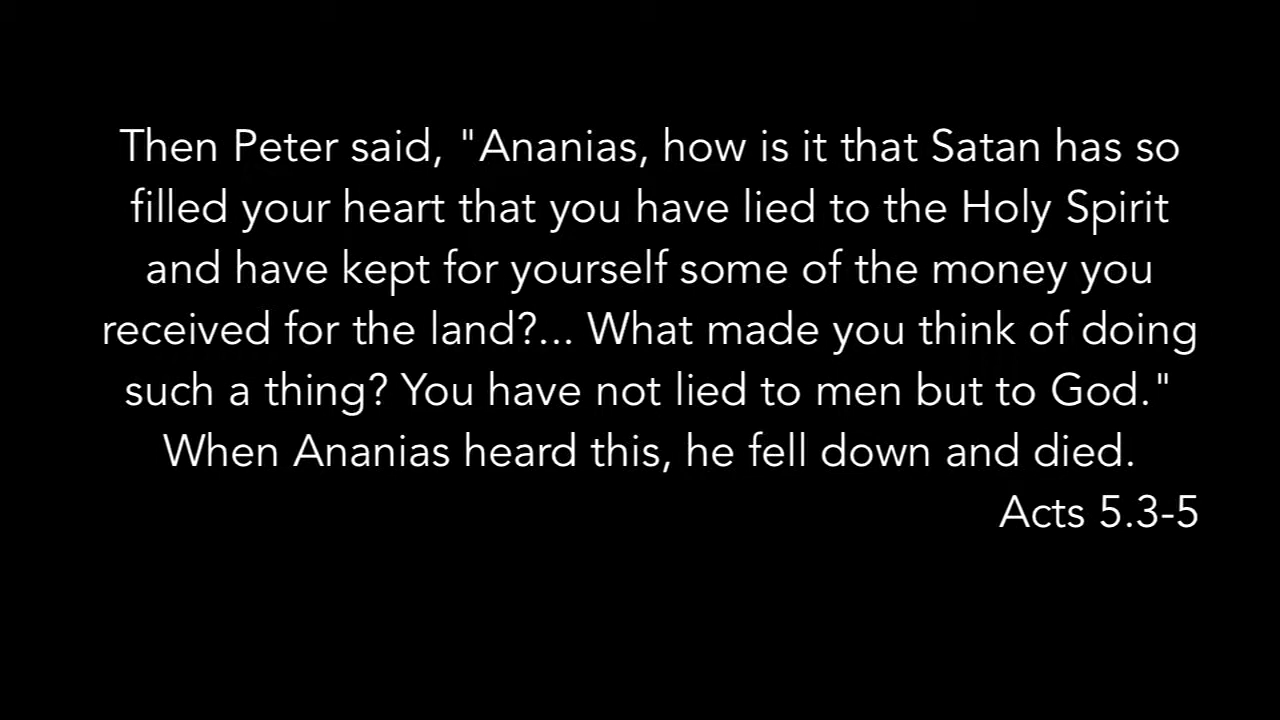 Then Peter said, "Ananias, how is it that Satan has so
filled your heart that you have lied to the Holy Spirit
and have kept for yourself some of the money you
received for the land?... What made you think of doing
such a thing? You have not lied to men but to God."
When Ananias heard this, he fell down and died.
Acts 5.3-5